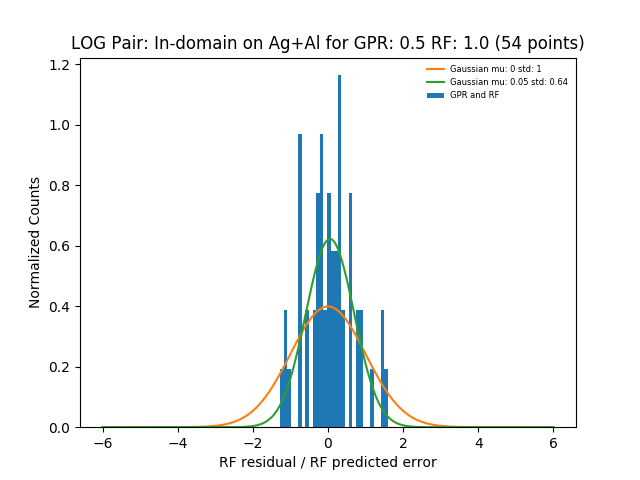 LOG Pair: In-domain on Ag+Al for GPR: 0.5 RF: 1.0 (54 points)
Gaussian mu: 0 std: 1
Gaussian mu: 0.05 std: 0.64
GPR and RF
Normalized Counts
1.2
1.0
0.8
0.6
0.4
0.2
0.0
−6 −4 −2 0 2 4 6
RF residual / RF predicted error